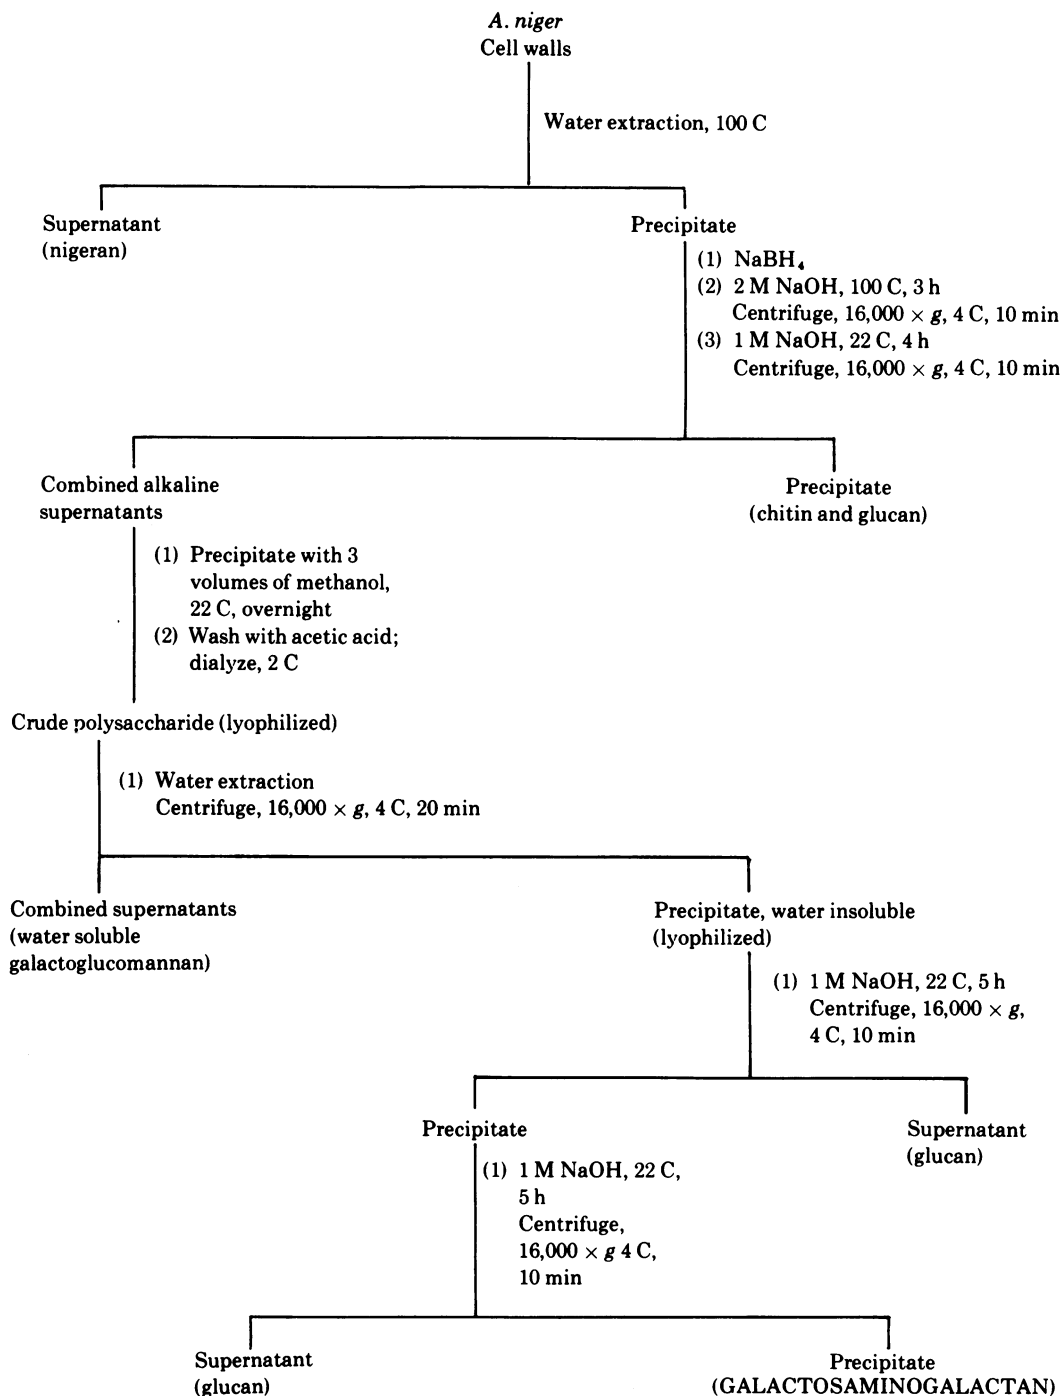 A. niger
Cell walls
Water extraction, 100 C
Supernatant
(nigeran)
Precipitate
(1) NaBH₄
(2) 2 M NaOH, 100 C, 3 h
Centrifuge, 16,000 × g, 4 C, 10 min
(3) 1 M NaOH, 22 C, 4 h
Centrifuge, 16,000 × g, 4 C, 10 min
Combined alkaline
supernatants
Precipitate
(chitin and glucan)
(1) Precipitate with 3
volumes of methanol,
22 C, overnight
(2) Wash with acetic acid;
dialyze, 2 C
Crude polysaccharide (lyophilized)
(1) Water extraction
Centrifuge, 16,000 × g, 4 C, 20 min
Combined supernatants
(water soluble
galactoglucomannan)
Precipitate, water insoluble
(lyophilized)
(1) 1 M NaOH, 22 C, 5 h
Centrifuge, 16,000 × g,
4 C, 10 min
Precipitate
Supernatant
(glucan)
(1) 1 M NaOH, 22 C,
5 h
Centrifuge,
16,000 × g 4 C,
10 min
Supernatant
(glucan)
Precipitate
(GALACTOSAMINOGALACTAN)